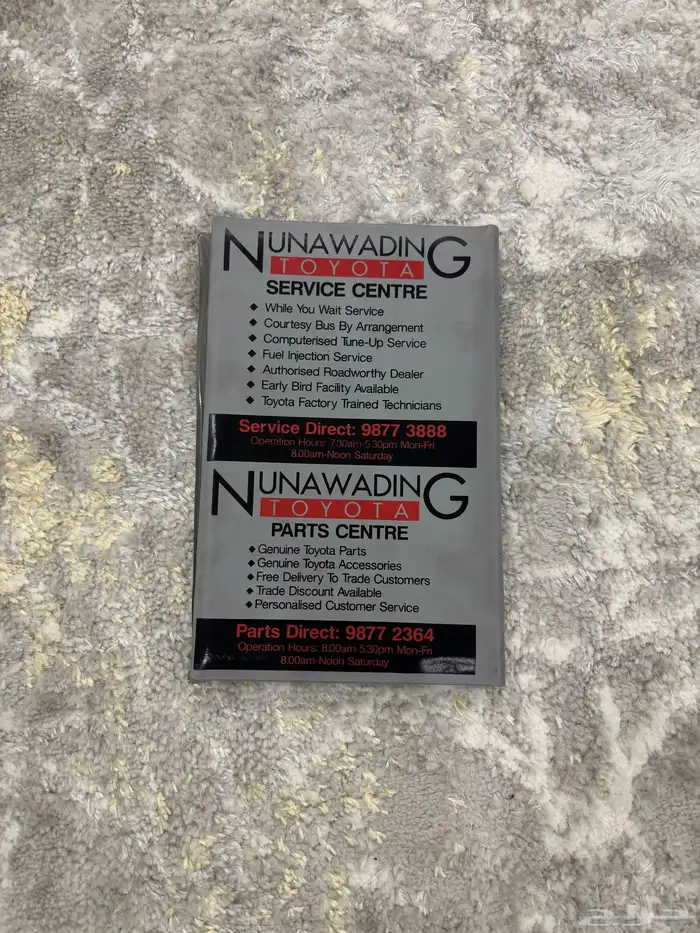 NUNAWADING
TOYOTA
SERVICE CENTRE
◆ While You Wait Service
◆ Courtesy Bus By Arrangement
◆ Computerised Tune-Up Service
◆ Fuel Injection Service
◆ Authorised Roadworthy Dealer
◆ Early Bird Facility Available
◆ Toyota Factory Trained Technicians
Service Direct: 9877 3888
Operation Hours: 7.30am-5.30pm Mon-Fri
8.00am-Noon Saturday
NUNAWADING
TOYOTA
PARTS CENTRE
◆ Genuine Toyota Parts
◆ Genuine Toyota Accessories
◆ Free Delivery To Trade Customers
◆ Trade Discount Available
◆ Personalised Customer Service
Parts Direct: 9877 2364
Operation Hours: 8.00am-5.30pm Mon-Fri
8.00am-Noon Saturday